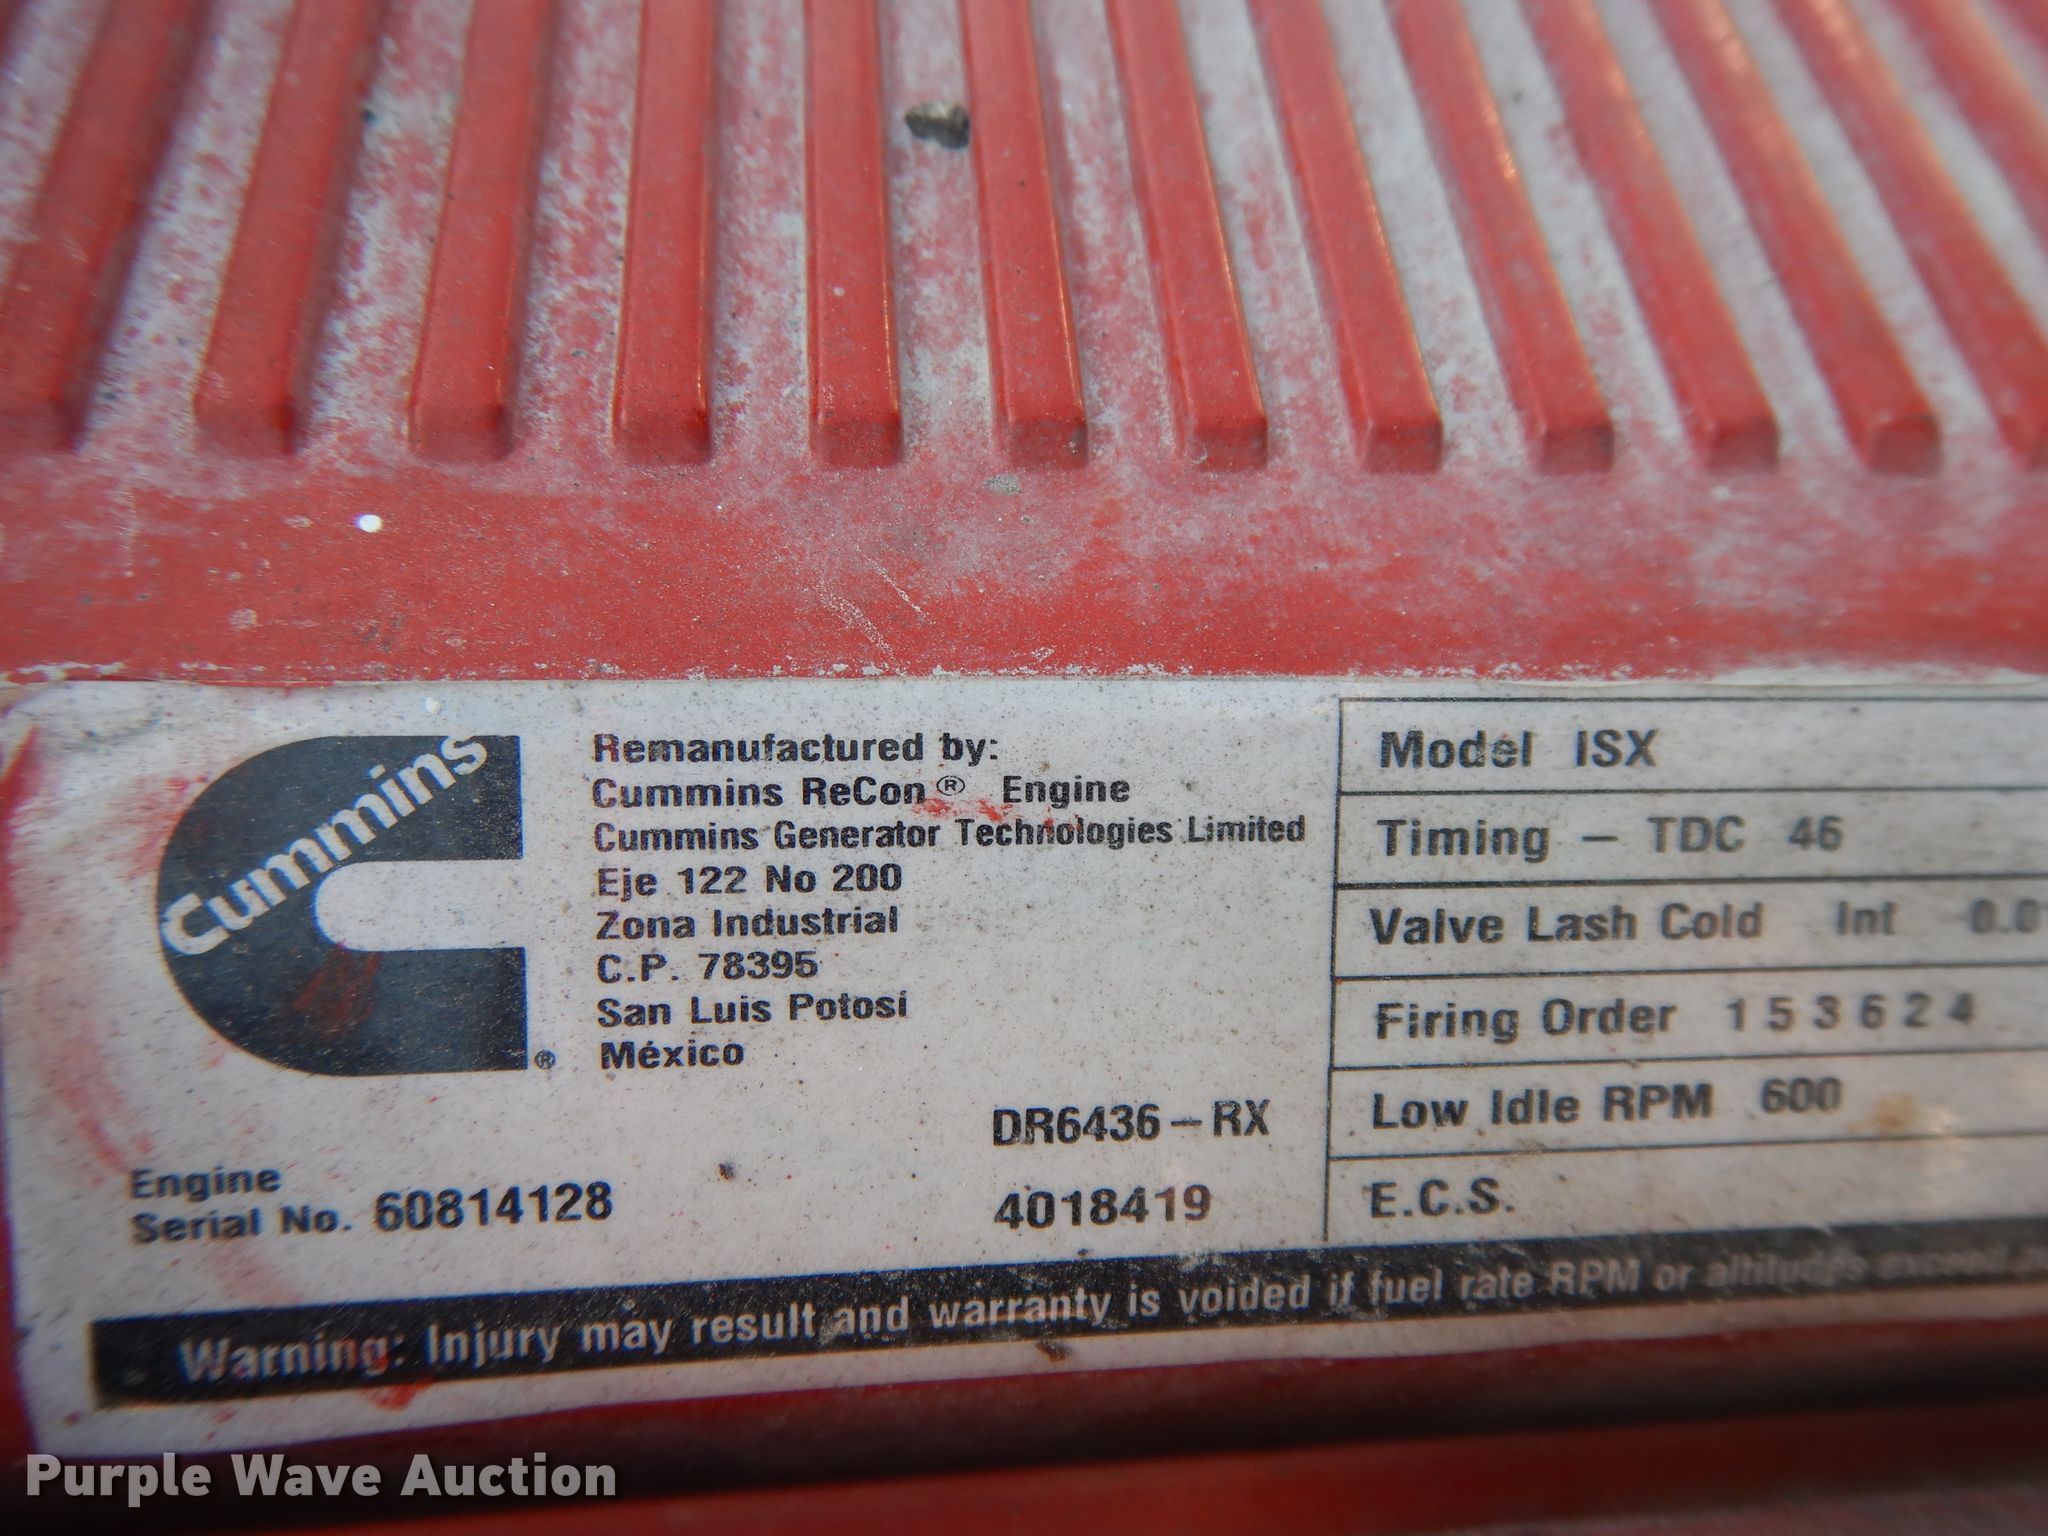 Cummins
®
Remanufactured by:
Cummins ReCon® Engine
Cummins Generator Technologies Limited
Eje 122 No 200
Zona Industrial
C.P. 78395
San Luis Potosí
México
DR6436-RX
Engine
Serial No. 60814128
4018419
Model ISX
Timing - TDC 46
Valve Lash Cold Int
Firing Order 1 5 3 6 2 4
Low Idle RPM 600
E.C.S.
Warning: Injury may result and warranty is voided if fuel rate RPM or altitudes exceed
Purple Wave Auction